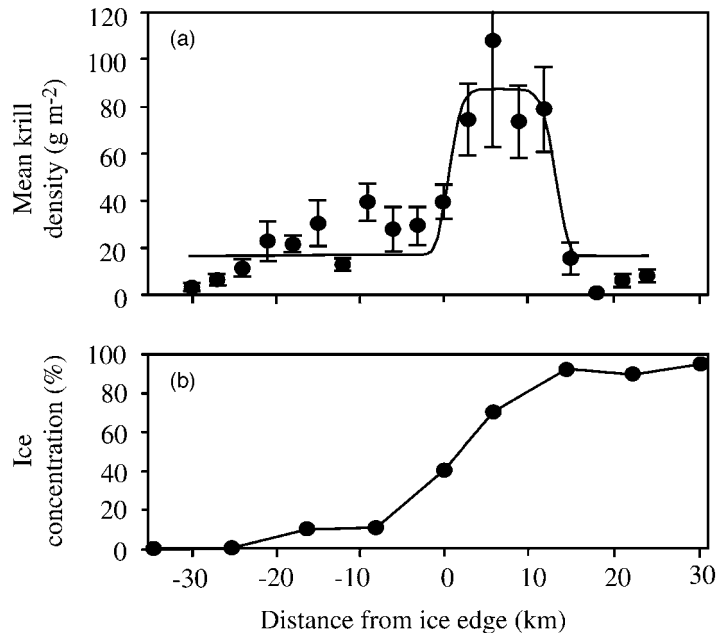 (a)
Mean krill
density (g m-2)
120
100
80
60
40
20
0
(b)
Ice
concentration (%)
100
80
60
40
20
0
-30 -20 -10 0 10 20 30
Distance from ice edge (km)